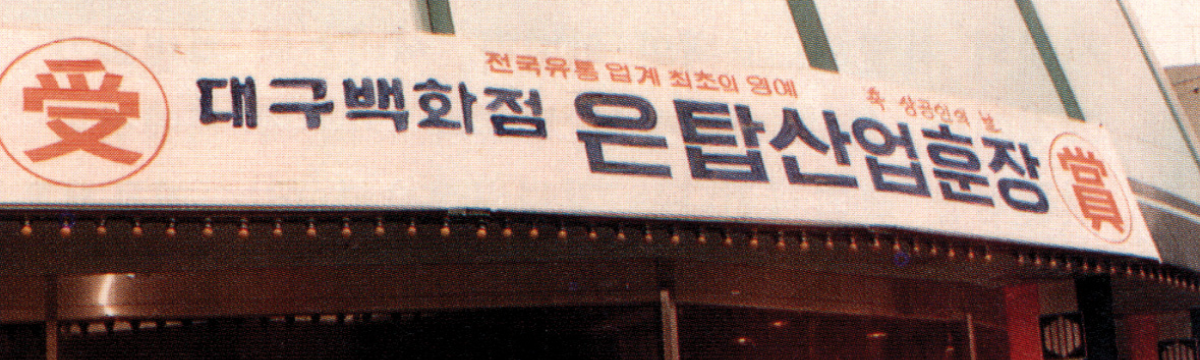 전국유통 업계 최초의 영예
축 상공인의 날
受 대구백화점 은탑산업훈장 賞